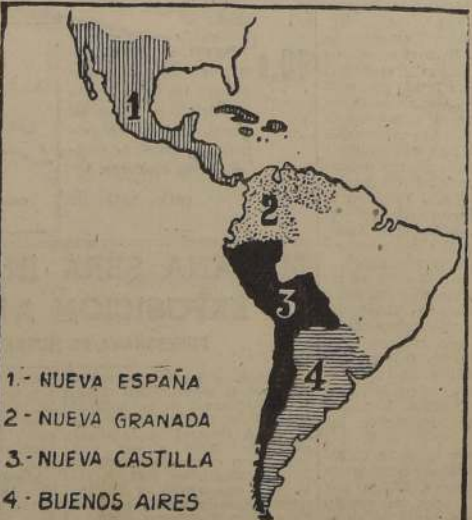 1
2
3
4
1.- NUEVA ESPAÑA
2- NUEVA GRANADA
3.- NUEVA CASTILLA
4.- BUENOS AIRES